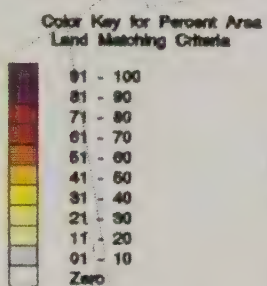 Color Key for Percent Area
Land Matching Criteria
91 - 100
81 - 90
71 - 80
61 - 70
51 - 60
41 - 50
31 - 40
21 - 30
11 - 20
01 - 10
Zero